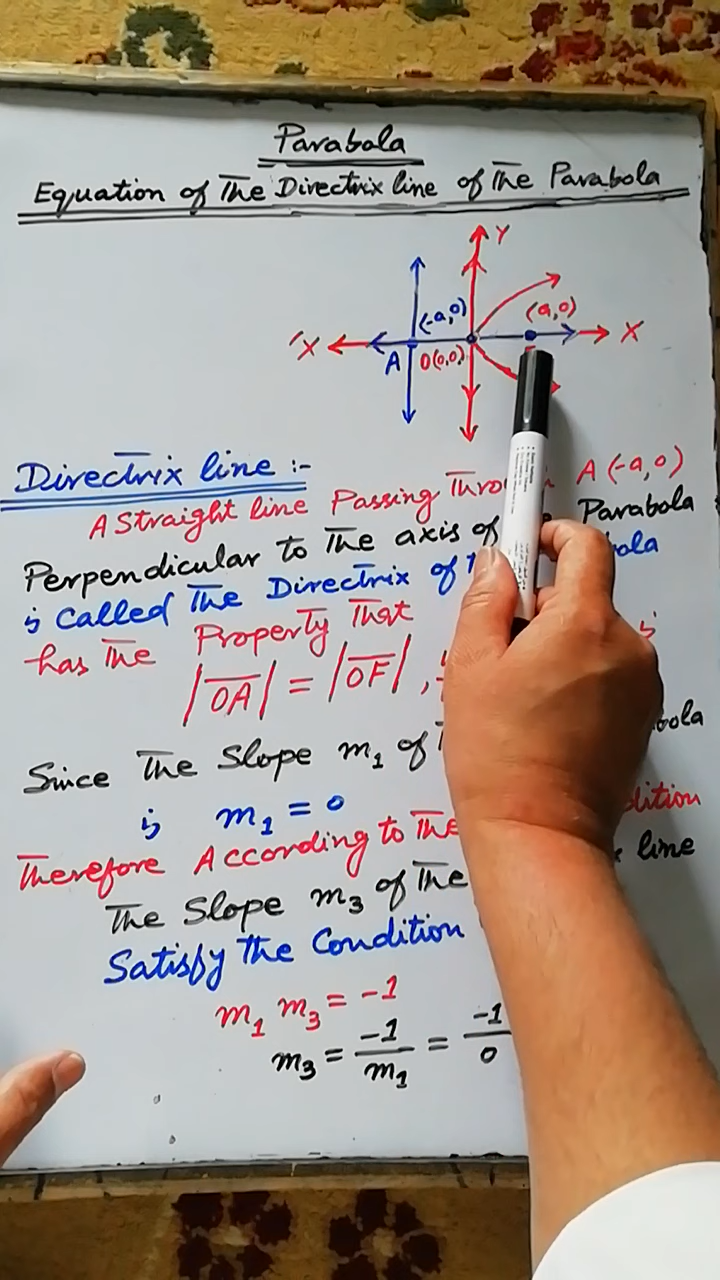 Parabola
Equation of The Directrix line of The Parabola
Y
(-a,0)
(a,0)
'X
X
A
O(0,0)
Directrix line :-
A Straight line Passing A (-a,0)
Perpendicular to The axis of Parabola
is Called The Directrix of
has The Property That is
|OA| = |OF|,
Since The Slope m₁ of
is m₁ = 0
Therefore According to The
The Slope m₃ of The line
Satisfy The Condition
m₁ m₃ = -1
m₃ = -1/m₁ = -1/0